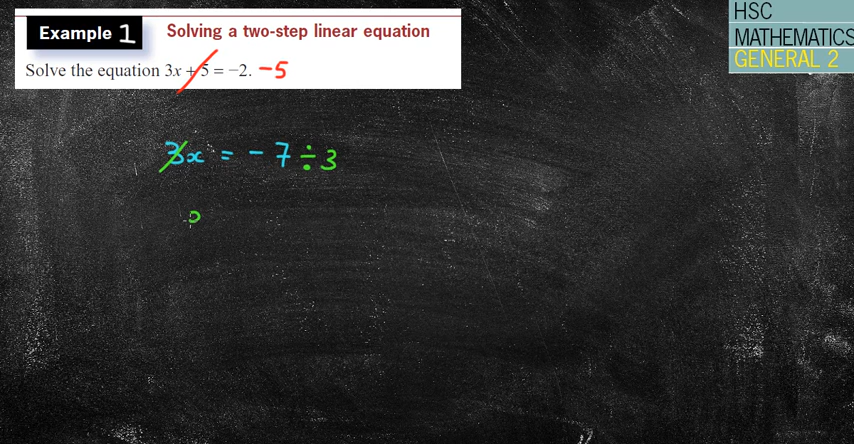 HSC
MATHEMATICS
GENERAL 2
Example 1 Solving a two-step linear equation
Solve the equation 3x + 5 = −2. −5
3x = −7 ÷ 3